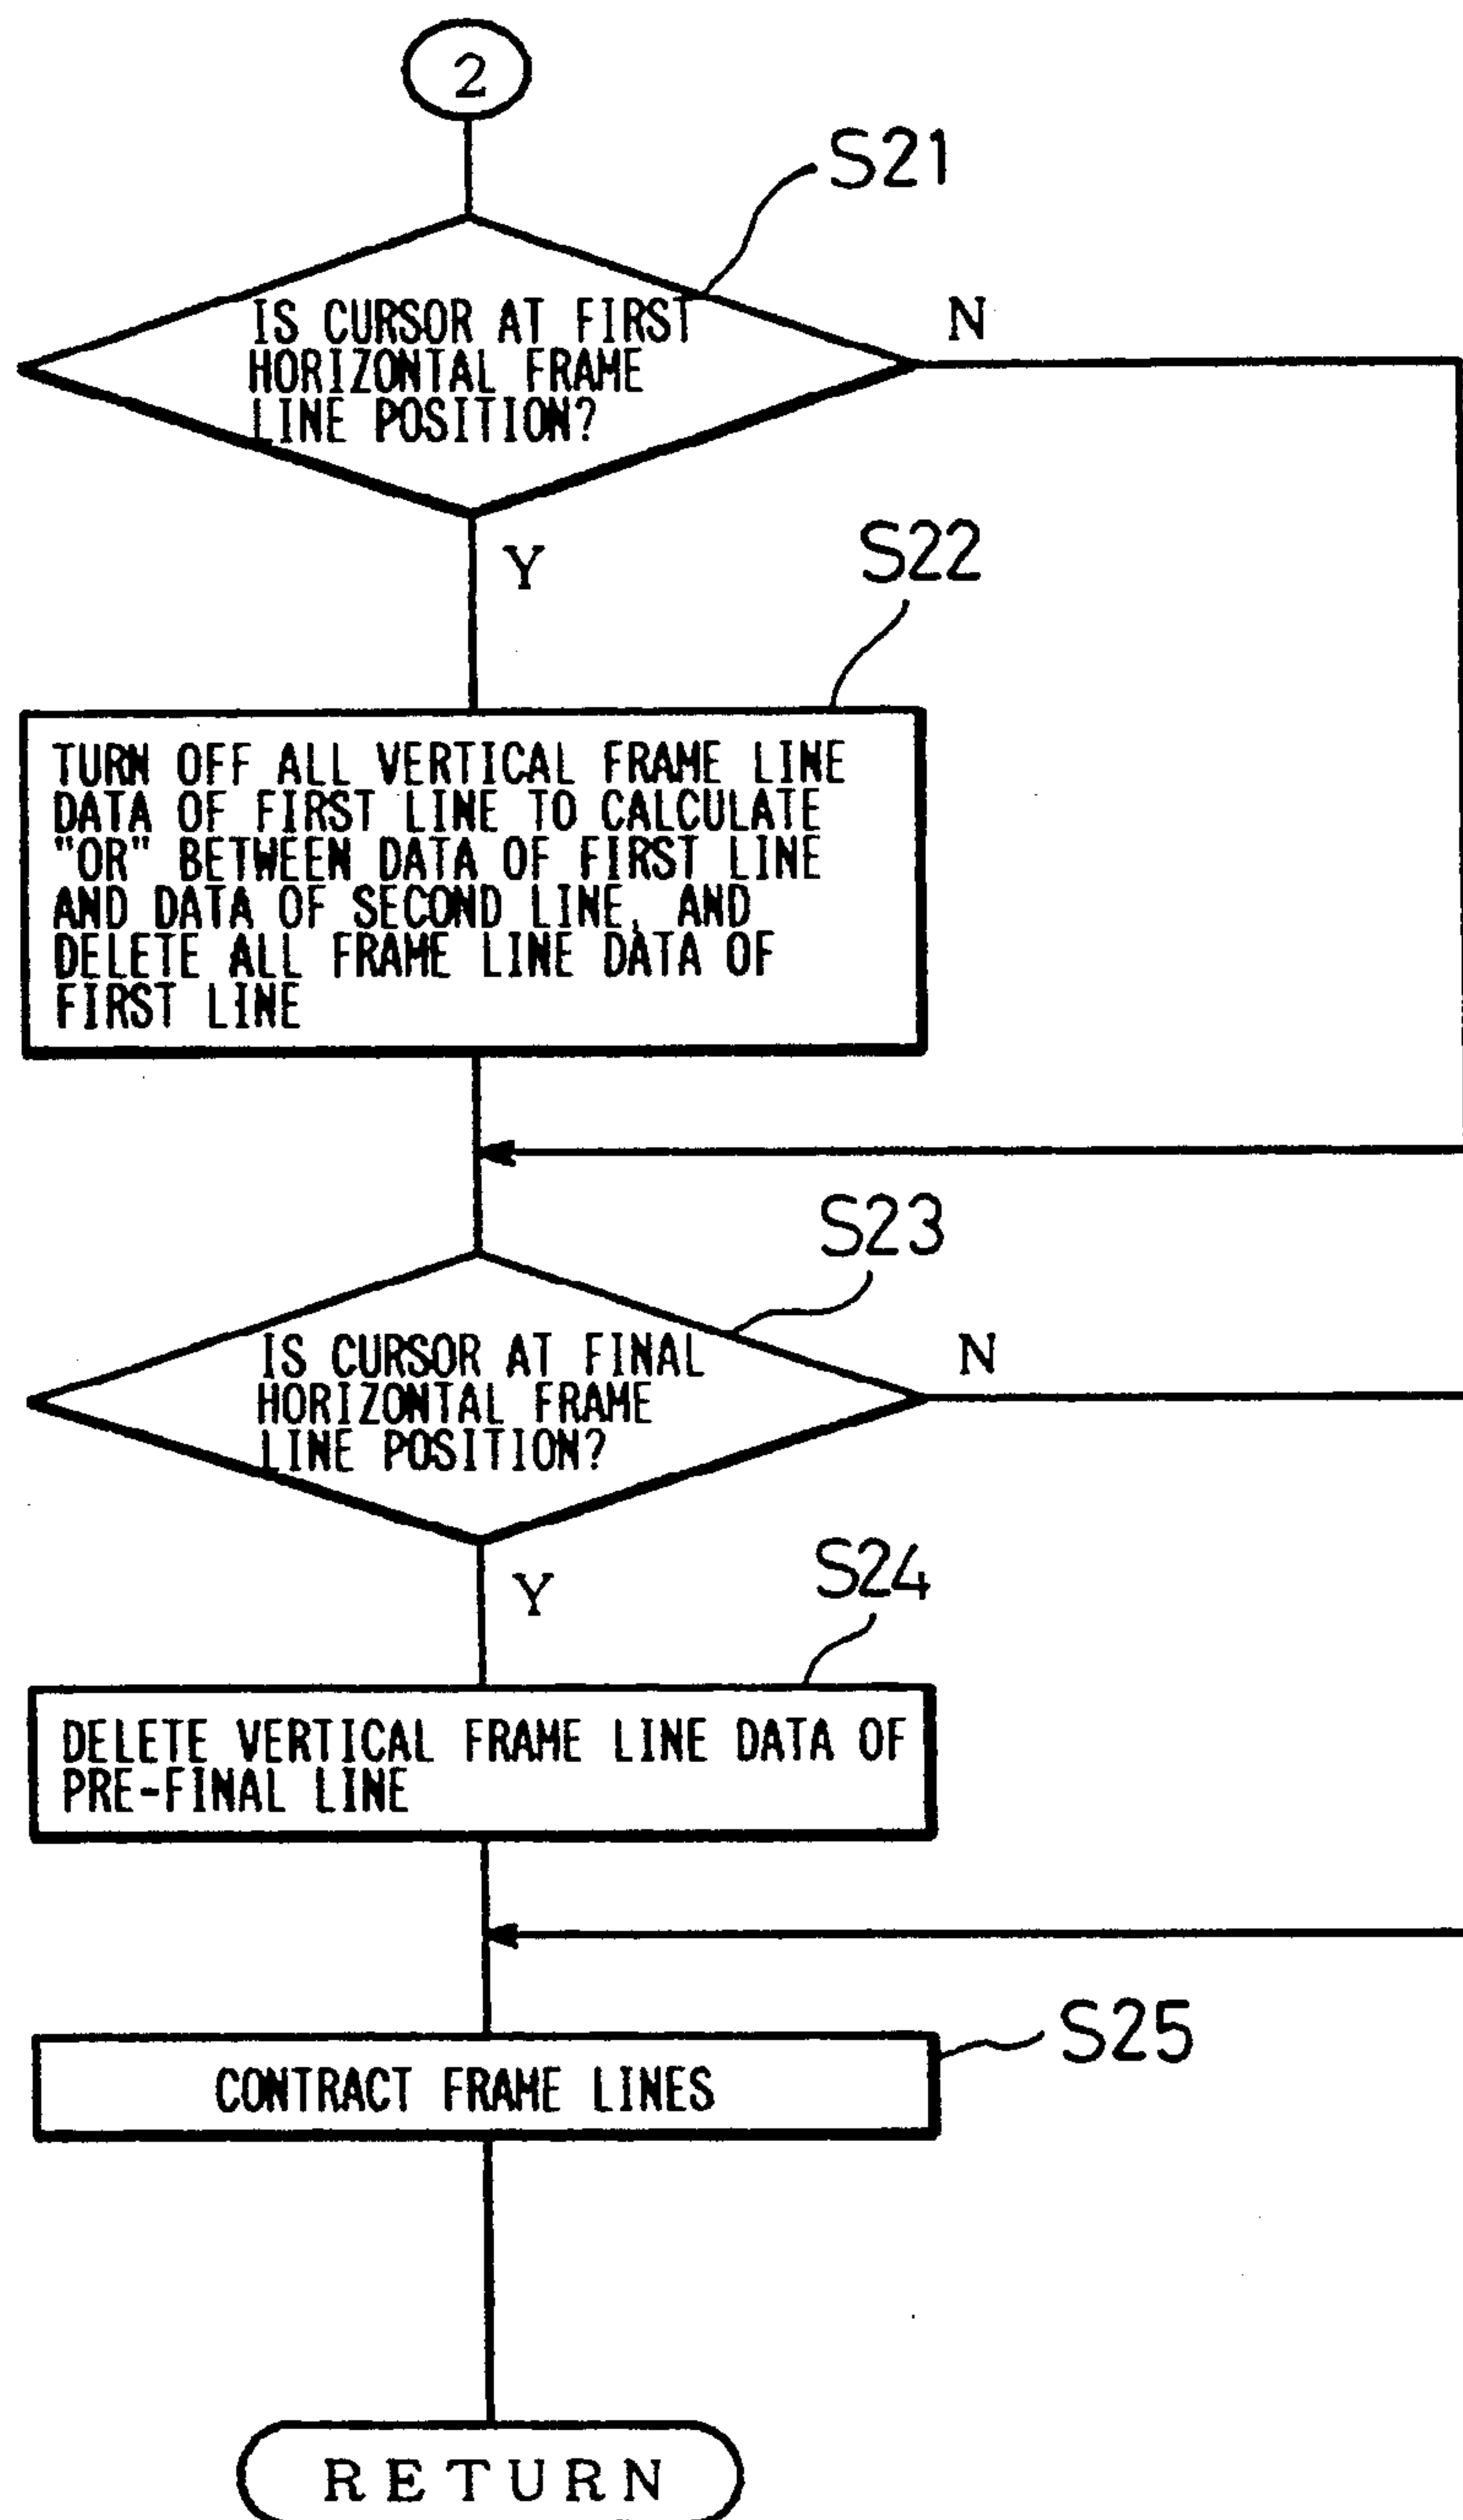 2
S21
IS CURSOR AT FIRST
HORIZONTAL FRAME
LINE POSITION?
N
Y
S22
TURN OFF ALL VERTICAL FRAME LINE
DATA OF FIRST LINE TO CALCULATE
"OR" BETWEEN DATA OF FIRST LINE
AND DATA OF SECOND LINE, AND
DELETE ALL FRAME LINE DATA OF
FIRST LINE
S23
IS CURSOR AT FINAL
HORIZONTAL FRAME
LINE POSITION?
N
Y
S24
DELETE VERTICAL FRAME LINE DATA OF
PRE-FINAL LINE
S25
CONTRACT FRAME LINES
RETURN